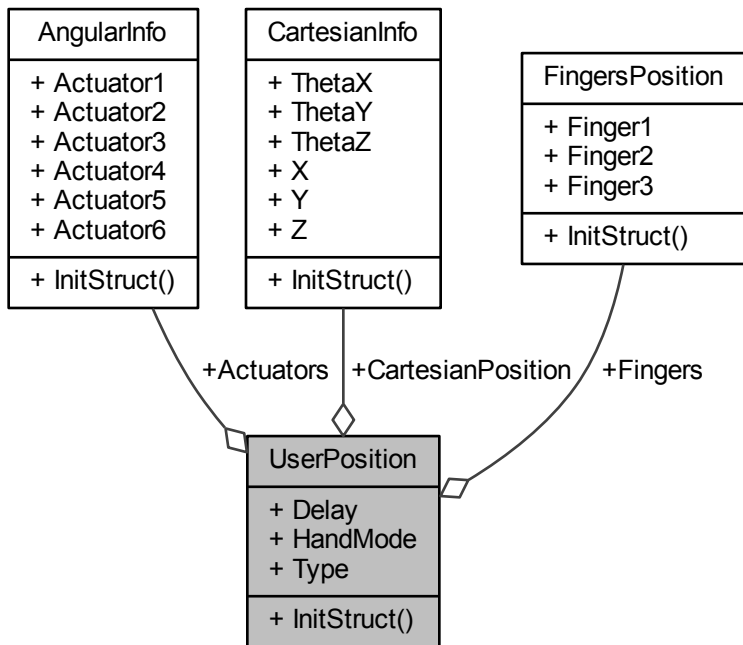 AngularInfo
+ Actuator1
+ Actuator2
+ Actuator3
+ Actuator4
+ Actuator5
+ Actuator6
+ InitStruct()
CartesianInfo
+ ThetaX
+ ThetaY
+ ThetaZ
+ X
+ Y
+ Z
+ InitStruct()
FingersPosition
+ Finger1
+ Finger2
+ Finger3
+ InitStruct()
+Actuators
+CartesianPosition
+Fingers
UserPosition
+ Delay
+ HandMode
+ Type
+ InitStruct()